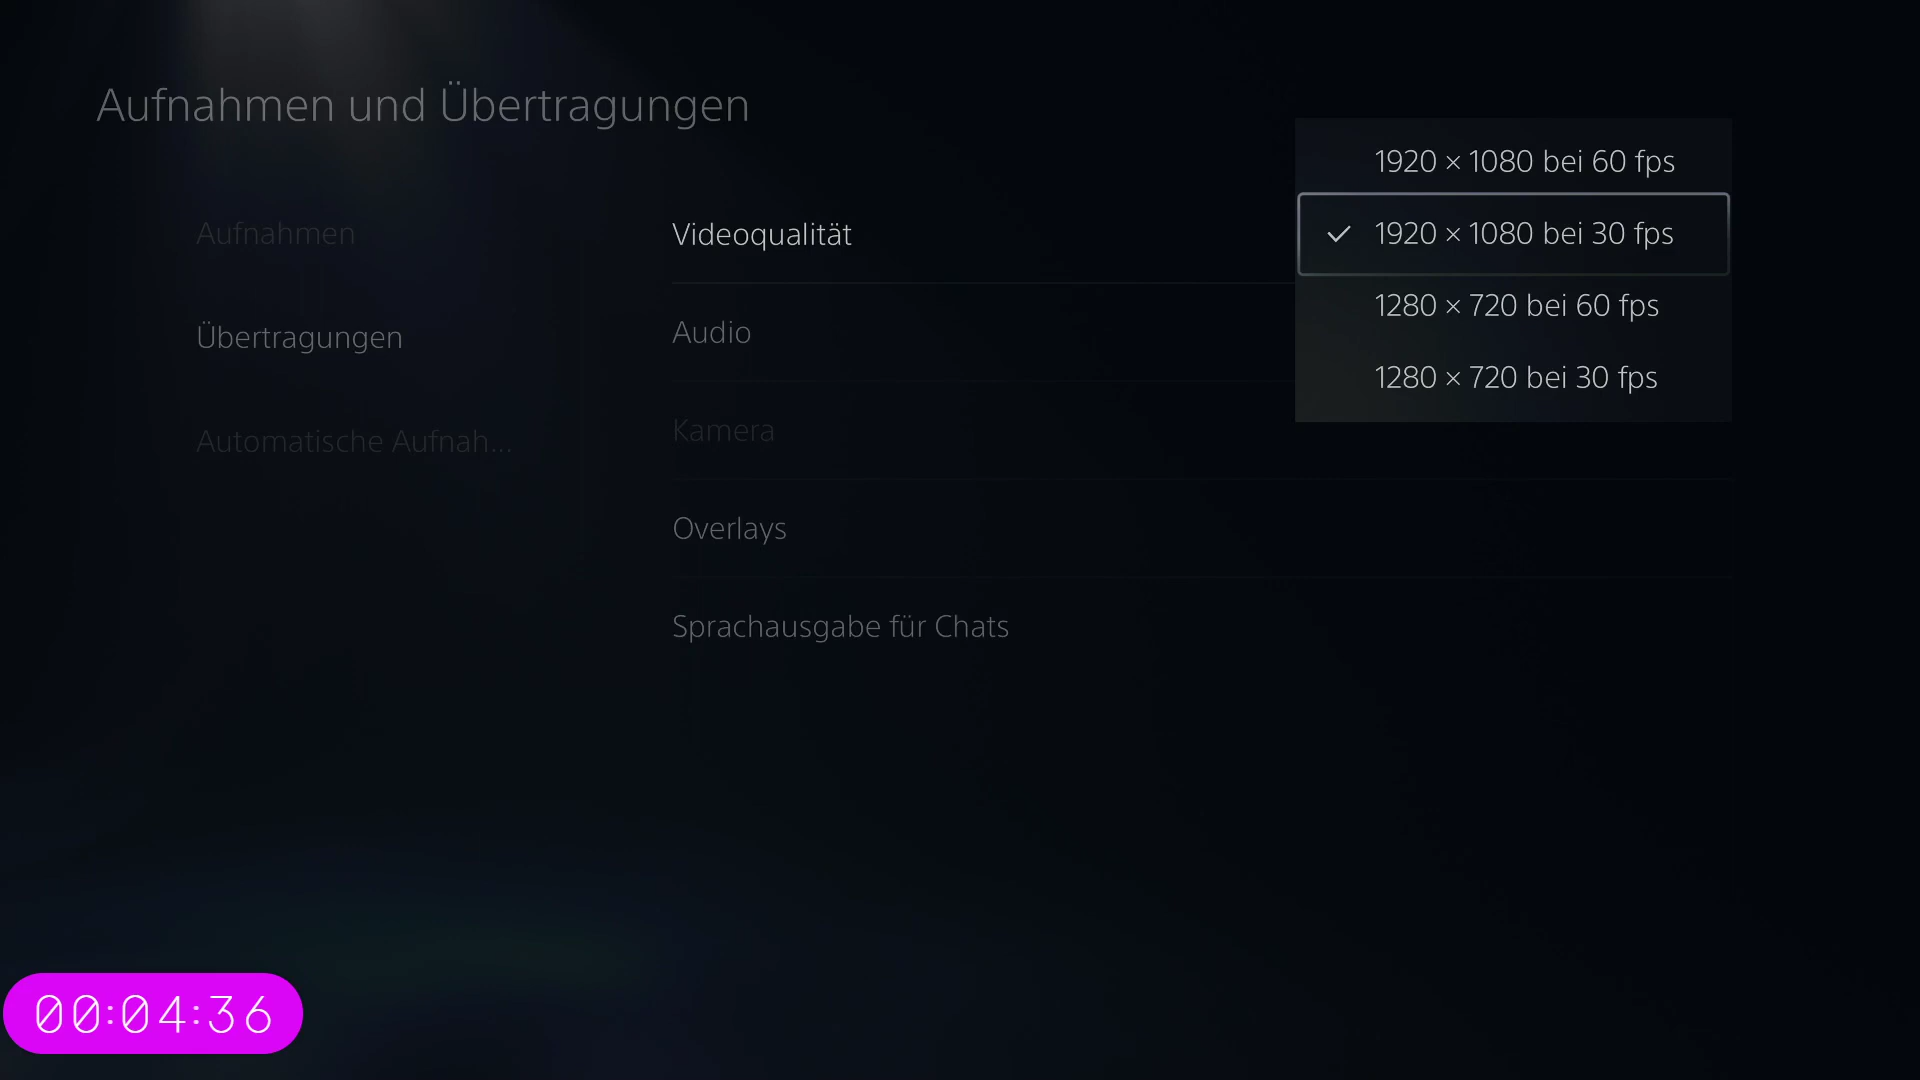 Aufnahmen und Übertragungen
Aufnahmen
Übertragungen
Automatische Aufnah...
Videoqualität
Audio
Kamera
Overlays
Sprachausgabe für Chats
1920 × 1080 bei 60 fps
1920 × 1080 bei 30 fps
1280 × 720 bei 60 fps
1280 × 720 bei 30 fps
00:04:36